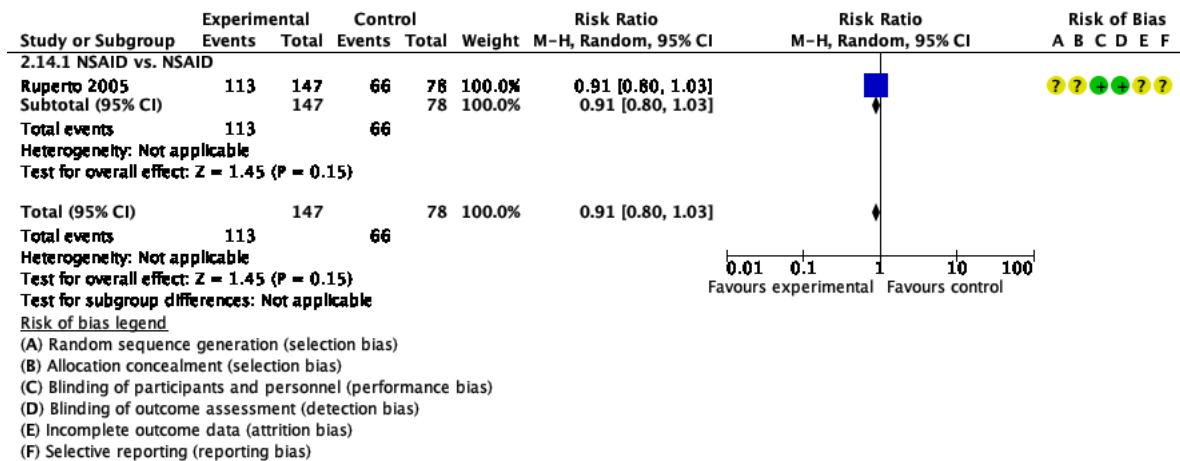 Experimental Control Risk Ratio Risk Ratio Risk of Bias
Study or Subgroup Events Total Events Total Weight M-H, Random, 95% CI M-H, Random, 95% CI A B C D E F
2.14.1 NSAID vs. NSAID
Ruperto 2005 113 147 66 78 100.0% 0.91 [0.80, 1.03] ? ? + + ? ?
Subtotal (95% CI) 147 78 100.0% 0.91 [0.80, 1.03]
Total events 113 66
Heterogeneity: Not applicable
Test for overall effect: Z = 1.45 (P = 0.15)
Total (95% CI) 147 78 100.0% 0.91 [0.80, 1.03]
Total events 113 66
Heterogeneity: Not applicable
Test for overall effect: Z = 1.45 (P = 0.15)
Test for subgroup differences: Not applicable
0.01 0.1 1 10 100
Favours experimental Favours control
Risk of bias legend
(A) Random sequence generation (selection bias)
(B) Allocation concealment (selection bias)
(C) Blinding of participants and personnel (performance bias)
(D) Blinding of outcome assessment (detection bias)
(E) Incomplete outcome data (attrition bias)
(F) Selective reporting (reporting bias)